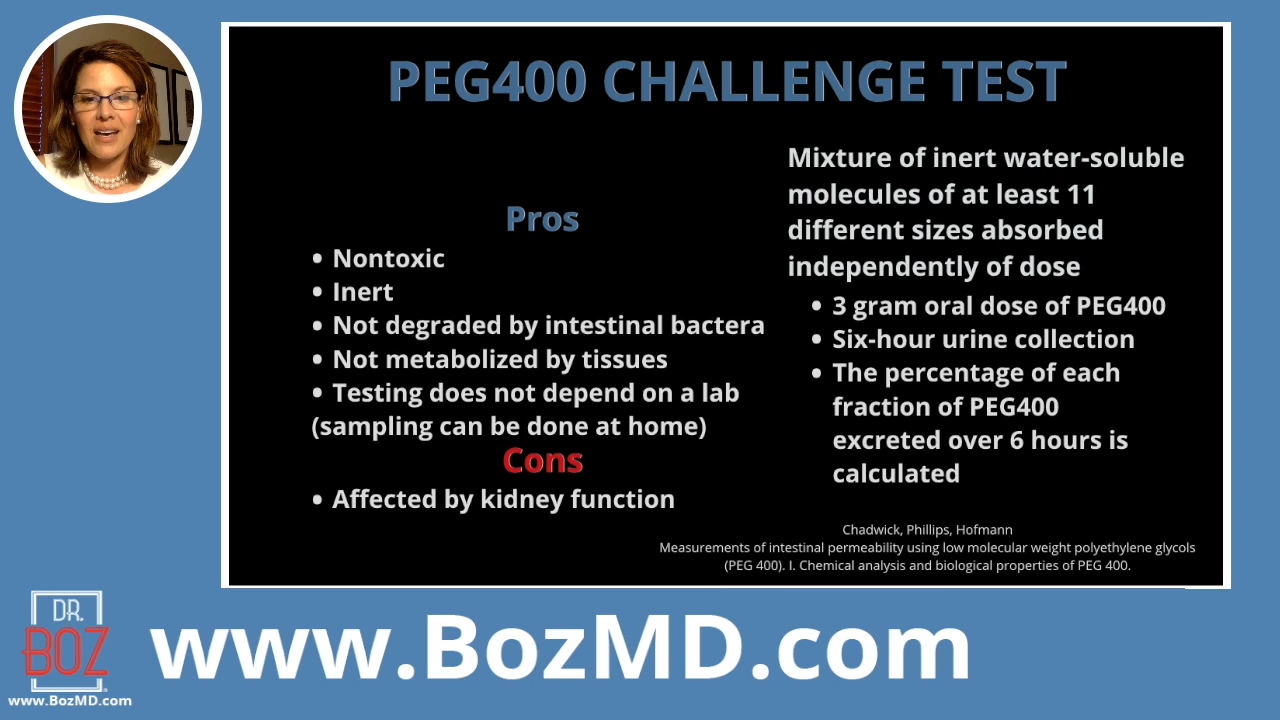 PEG400 CHALLENGE TEST
Pros
• Nontoxic
• Inert
• Not degraded by intestinal bactera
• Not metabolized by tissues
• Testing does not depend on a lab
(sampling can be done at home)
Cons
• Affected by kidney function
Mixture of inert water-soluble
molecules of at least 11
different sizes absorbed
independently of dose
• 3 gram oral dose of PEG400
• Six-hour urine collection
• The percentage of each
fraction of PEG400
excreted over 6 hours is
calculated
Chadwick, Phillips, Hofmann
Measurements of intestinal permeability using low molecular weight polyethylene glycols
(PEG 400). I. Chemical analysis and biological properties of PEG 400.
DR.
BOZ
www.BozMD.com
www.BozMD.com